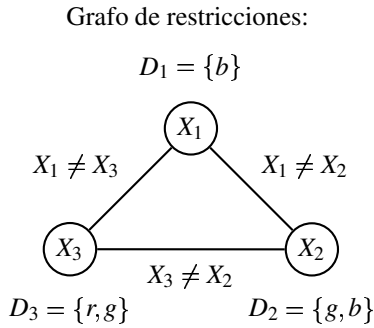 Grafo de restricciones:
D₁ = {b}
X₁
X₁ ≠ X₃
X₁ ≠ X₂
X₃
X₂
X₃ ≠ X₂
D₃ = {r,g}
D₂ = {g,b}